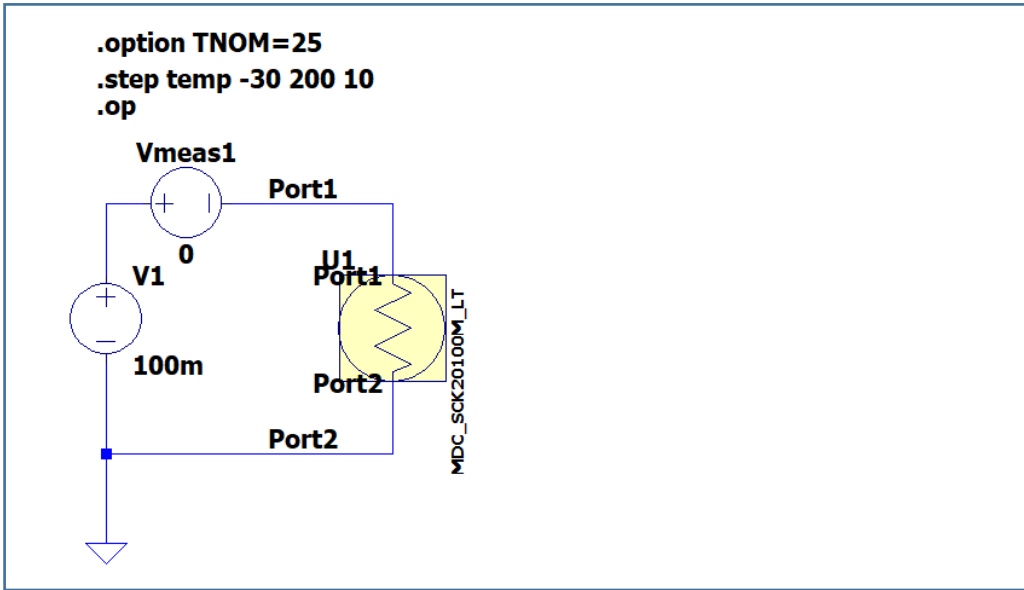 .option TNOM=25
.step temp -30 200 10
.op
Vmeas1
Port1
0
U1
V1
Port1
100m
Port2
MDC_SCK20100M_LT
Port2